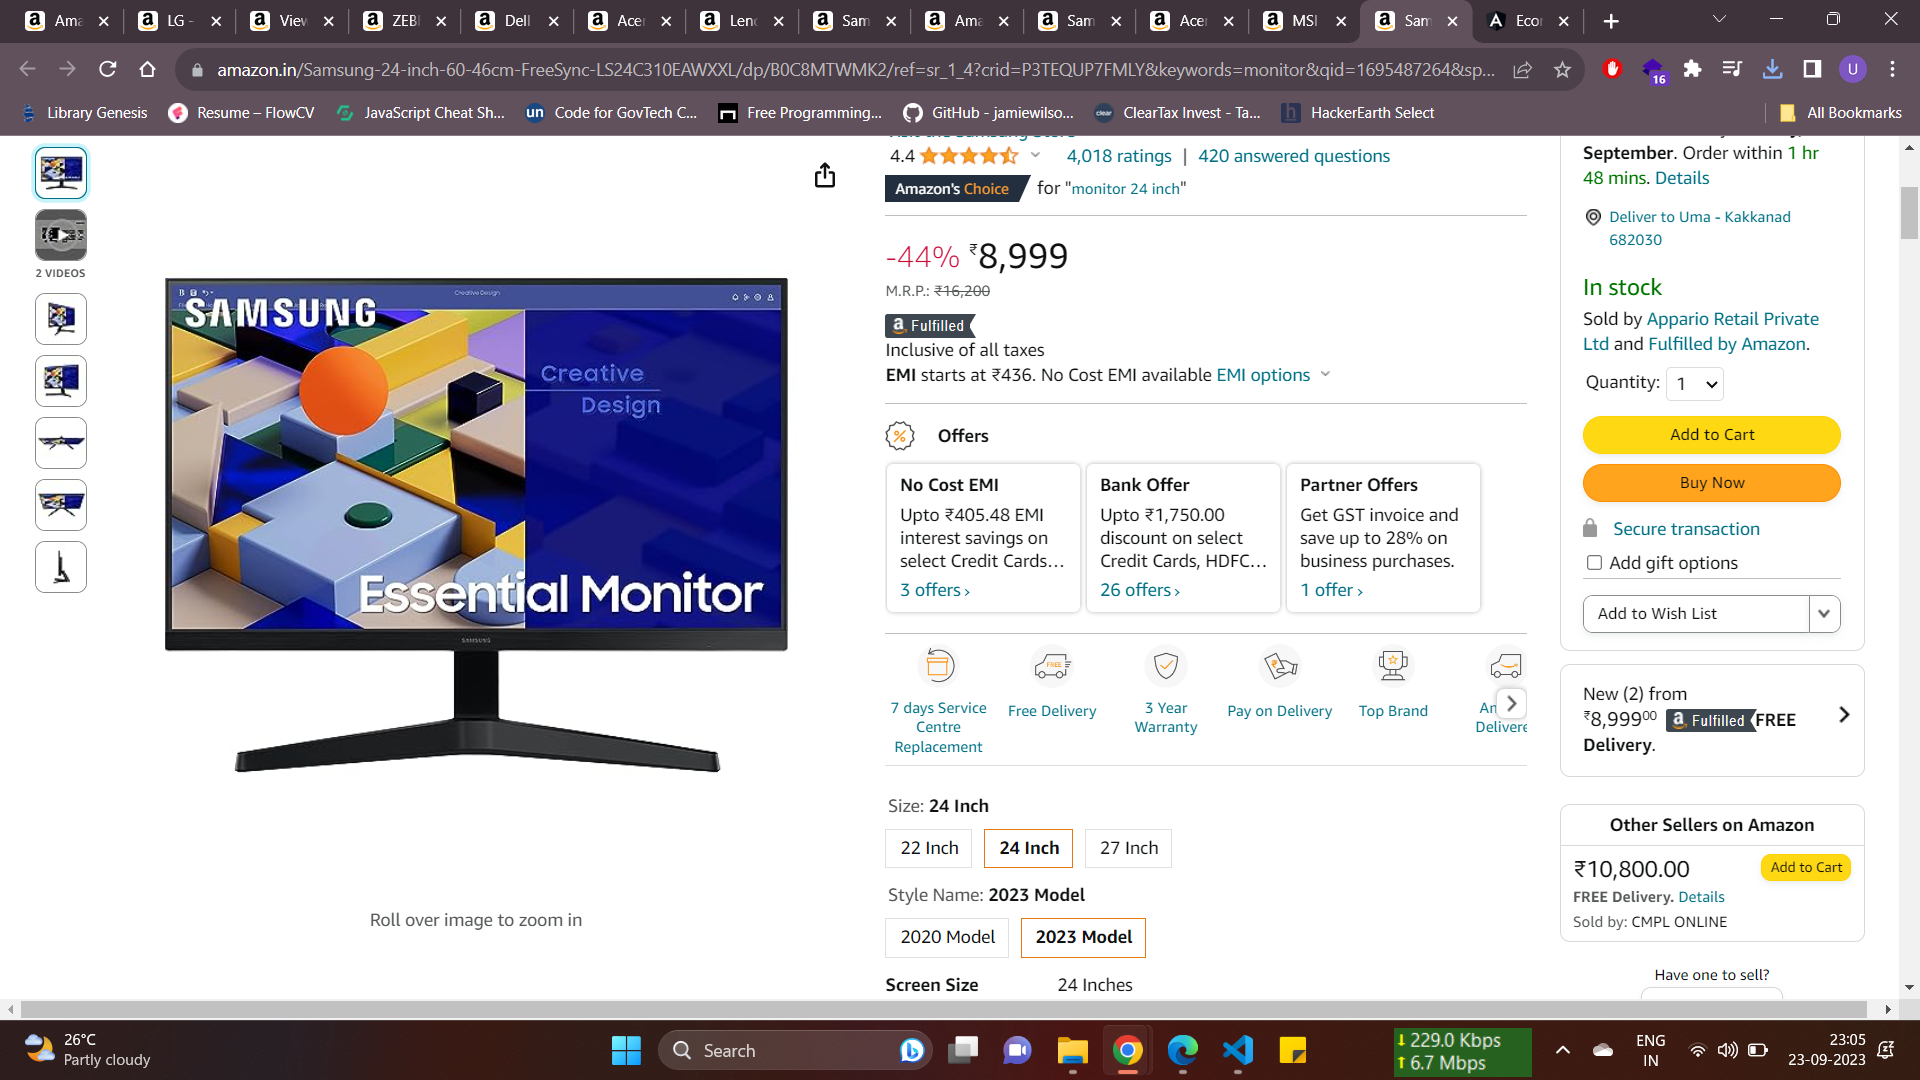 Ama
LG -
View
ZEBI
Dell
Acer
Leno
Sam
Ama
Sam
Acer
MSI
Sam
Econ
amazon.in/Samsung-24-inch-60-46cm-FreeSync-LS24C310EAWXXL/dp/B0C8MTWMK2/ref=sr_1_4?crid=P3TEQUP7FMLY&keywords=monitor&qid=1695487264&sp...
16
U
Library Genesis
Resume – FlowCV
JavaScript Cheat Sh...
un
Code for GovTech C...
Free Programming...
GitHub - jamiewilso...
clear
ClearTax Invest - Ta...
h
HackerEarth Select
All Bookmarks
2 VIDEOS
SAMSUNG
Creative Design
Creative
Design
Essential Monitor
SAMSUNG
Roll over image to zoom in
Visit the Samsung Store
4.4
4,018 ratings | 420 answered questions
Amazon's Choice for "monitor 24 inch"
-44% ₹8,999
M.R.P.: ₹16,200
a Fulfilled
Inclusive of all taxes
EMI starts at ₹436. No Cost EMI available EMI options
Offers
No Cost EMI
Upto ₹405.48 EMI
interest savings on
select Credit Cards…
3 offers ›
Bank Offer
Upto ₹1,750.00
discount on select
Credit Cards, HDFC…
26 offers ›
Partner Offers
Get GST invoice and
save up to 28% on
business purchases.
1 offer ›
7 days Service
Centre
Replacement
FREE
Free Delivery
3 Year
Warranty
Pay on Delivery
Top Brand
Delivere
Size: 24 Inch
22 Inch
24 Inch
27 Inch
Style Name: 2023 Model
2020 Model
2023 Model
Screen Size 24 Inches
September. Order within 1 hr
48 mins. Details
Deliver to Uma - Kakkanad
682030
In stock
Sold by Appario Retail Private
Ltd and Fulfilled by Amazon.
Quantity: 1
Add to Cart
Buy Now
Secure transaction
Add gift options
Add to Wish List
New (2) from
₹8,999⁰⁰ a Fulfilled FREE
Delivery.
Other Sellers on Amazon
₹10,800.00
Add to Cart
FREE Delivery. Details
Sold by: CMPL ONLINE
Have one to sell?
26°C
Partly cloudy
Search
229.0 Kbps
6.7 Mbps
ENG
IN
23:05
23-09-2023